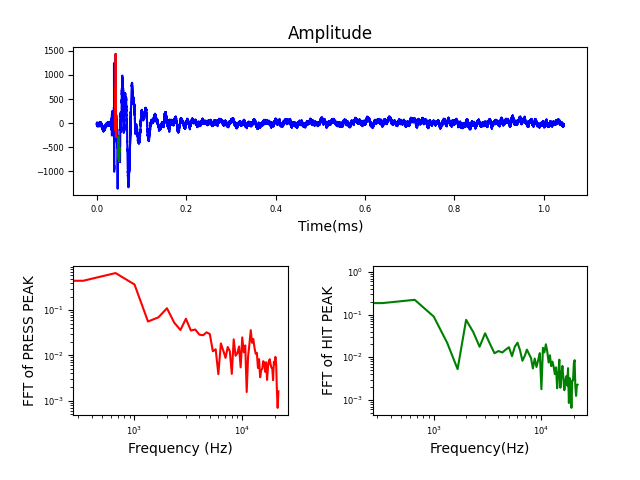 Amplitude
1500
1000
500
0
−500
−1000
0.0 0.2 0.4 0.6 0.8 1.0
Time(ms)
FFT of PRESS PEAK
10⁻¹
10⁻²
10⁻³
10³ 10⁴
Frequency (Hz)
FFT of HIT PEAK
10⁰
10⁻¹
10⁻²
10⁻³
10³ 10⁴
Frequency(Hz)